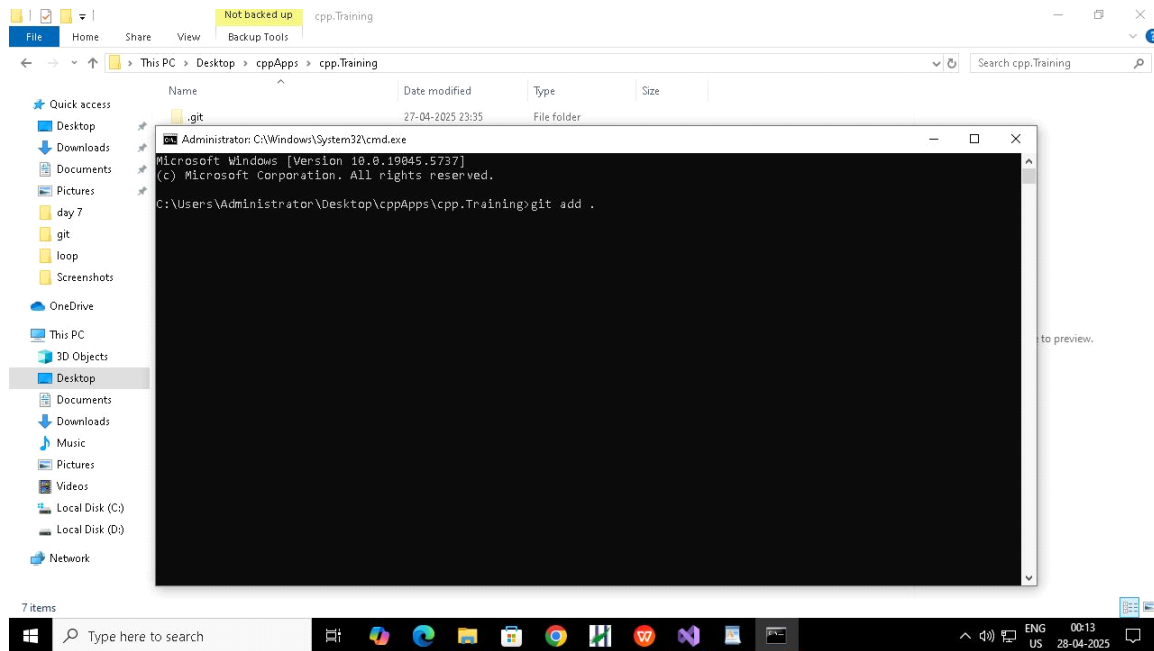 Not backed up
cpp.Training
File
Home
Share
View
Backup Tools
This PC
Desktop
cppApps
cpp.Training
Search cpp.Training
Name
Date modified
Type
Size
Quick access
Desktop
Downloads
Documents
Pictures
day 7
git
loop
Screenshots
OneDrive
This PC
3D Objects
Desktop
Documents
Downloads
Music
Pictures
Videos
Local Disk (C:)
Local Disk (D:)
Network
.git
27-04-2025 23:35
File folder
Administrator: C:\Windows\System32\cmd.exe
Microsoft Windows [Version 10.0.19045.5737]
(c) Microsoft Corporation. All rights reserved.
C:\Users\Administrator\Desktop\cppApps\cpp.Training>git add .
to preview.
7 items
Type here to search
ENG
US
00:13
28-04-2025